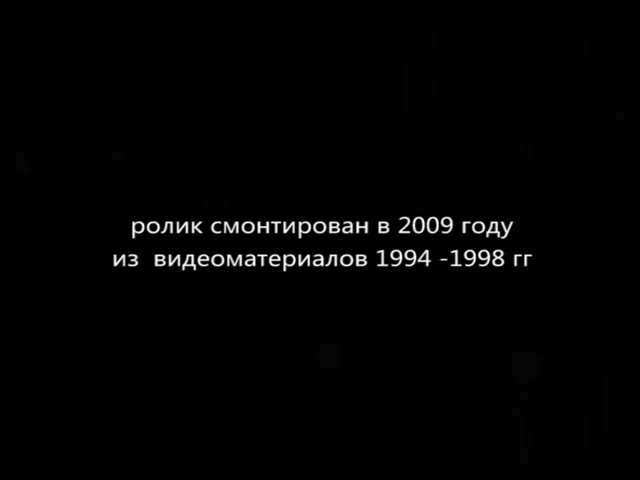 ролик смонтирован в 2009 году
из видеоматериалов 1994 -1998 гг